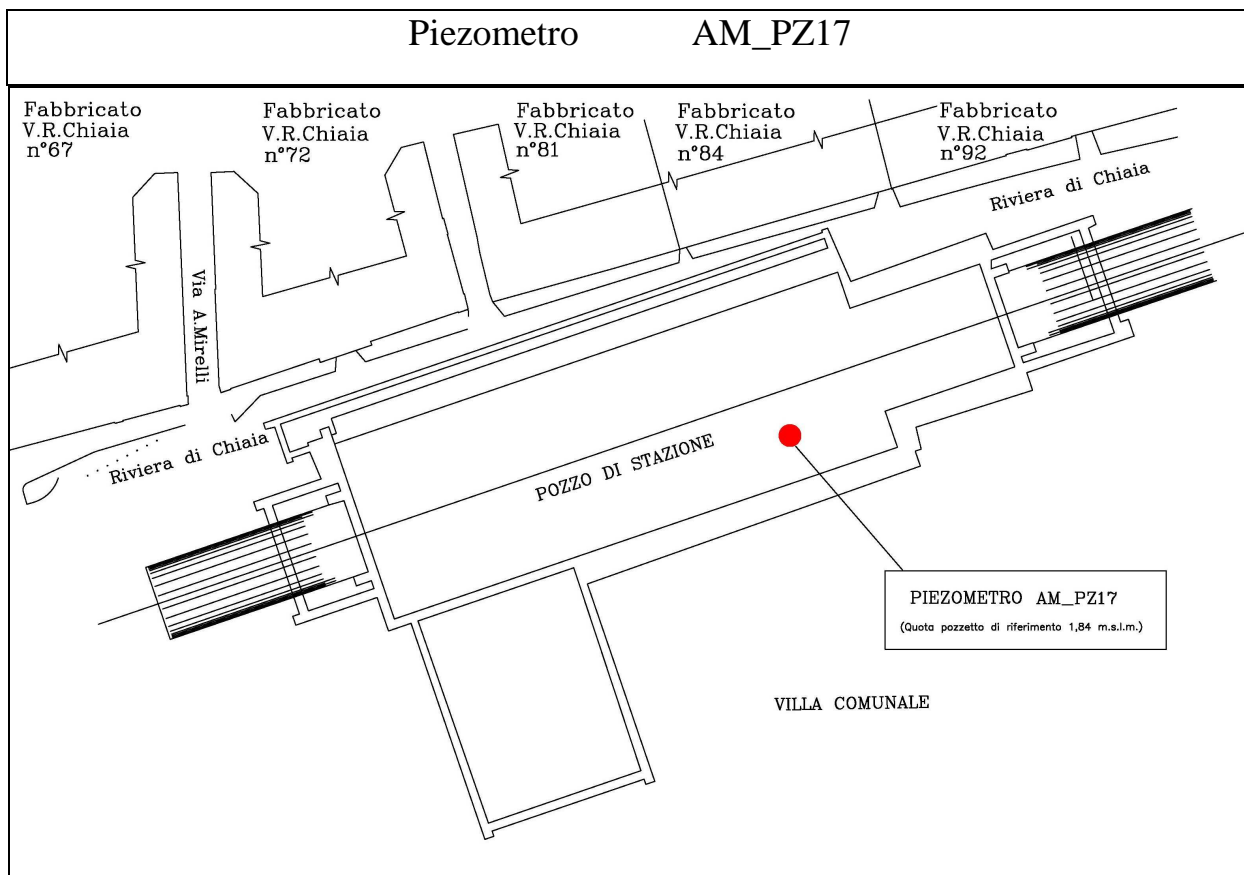 Piezometro AM_PZ17
Fabbricato
V.R.Chiaia
n°67
Fabbricato
V.R.Chiaia
n°72
Fabbricato
V.R.Chiaia
n°81
Fabbricato
V.R.Chiaia
n°84
Fabbricato
V.R.Chiaia
n°92
Riviera di Chiaia
Via A.Mirelli
Riviera di Chiaia
POZZO DI STAZIONE
PIEZOMETRO AM_PZ17
(Quota pozzetto di riferimento 1,84 m.s.l.m.)
VILLA COMUNALE